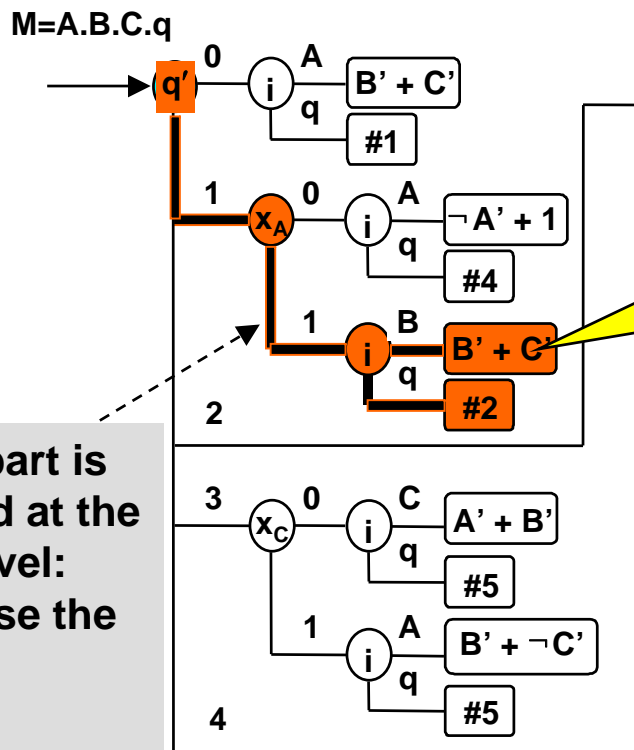 M=A.B.C.q
q'
0
i
A
B' + C'
q
#1
1
xA
0
i
A
¬ A' + 1
q
#4
1
i
B
B' + C'
q
#2
2
part is
d at the
vel:
se the
3
xC
0
i
C
A' + B'
q
#5
1
i
A
B' + ¬C'
q
#5
4